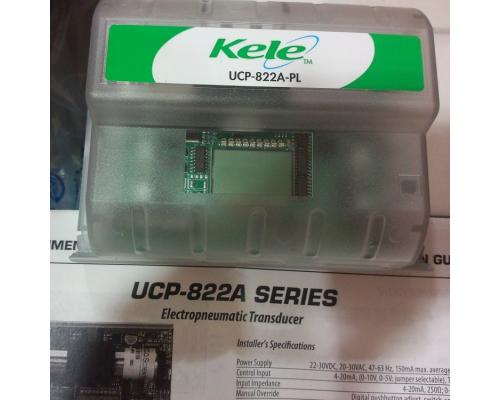 Kele™
UCP-822A-PL
UCP-822A SERIES
Electropneumatic Transducer
Installer's Specifications
Power Supply 22-30VDC, 20-30VAC, 47-63 Hz, 150mA max. average
Control Input 4-20mA, (0-10V, 0-5V: jumper selectable),
Input Impedance 4-20mA, 250Ω:
Manual Override Digital pushbutton adjust, switch